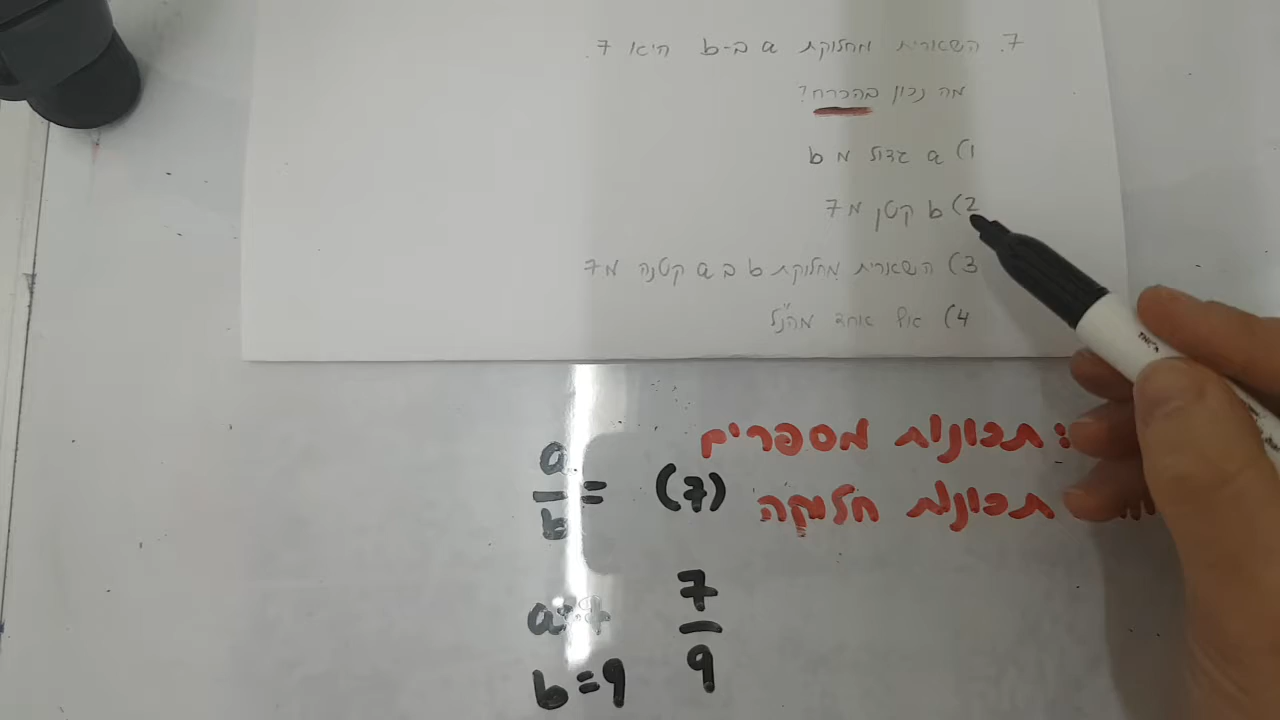 7. השארית מחלוקת a ב-b היא 7.
מה נכון בהכרח?
1) a גדול מ b
2) b קטן מ 7
3) השארית מחלוקת b ב a קטנה מ 7
4) אף אחד מהנ"ל
תכונות מספרים:
תכונות חלוקה
a/b = (7)
7/9
b=9